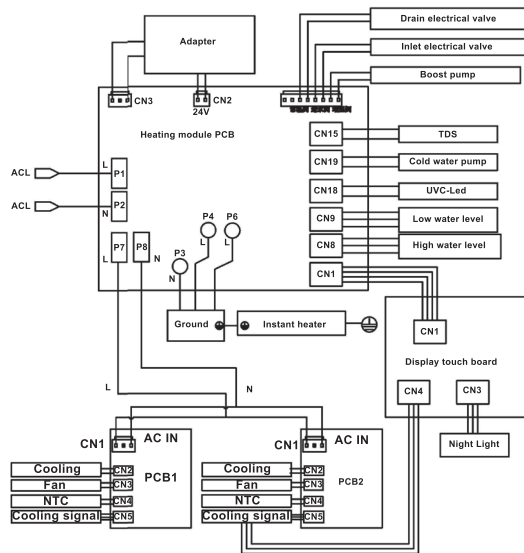 Drain electrical valve
Adapter
Inlet electrical valve
Boost pump
CN3
CN2
24V
Heating module PCB
CN15
TDS
CN19
Cold water pump
ACL
L
P1
CN18
UVC-Led
ACL
N
P2
CN9
Low water level
P4
P6
P7
P8
L
L
CN8
High water level
L
N
P3
N
CN1
Ground
Instant heater
CN1
Display touch board
L
N
CN4
CN3
CN1
AC IN
CN1
AC IN
Night Light
Cooling
CN2
PCB1
Cooling
CN2
PCB2
Fan
CN3
Fan
CN3
NTC
CN4
NTC
CN4
Cooling signal
CN5
Cooling signal
CN5